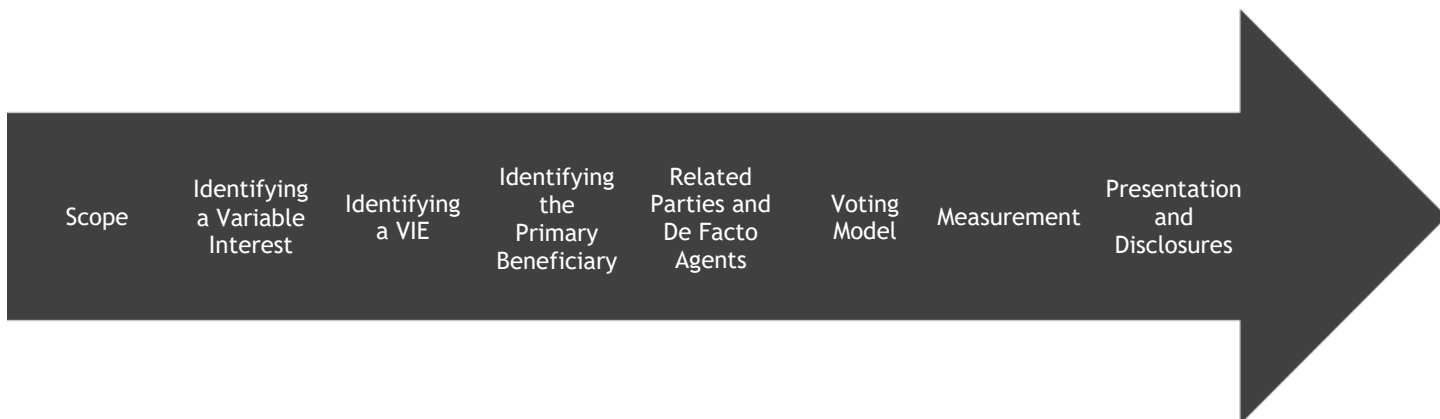 Scope
Identifying
a Variable
Interest
Identifying
a VIE
Identifying
the
Primary
Beneficiary
Related
Parties and
De Facto
Agents
Voting
Model
Measurement
Presentation
and
Disclosures